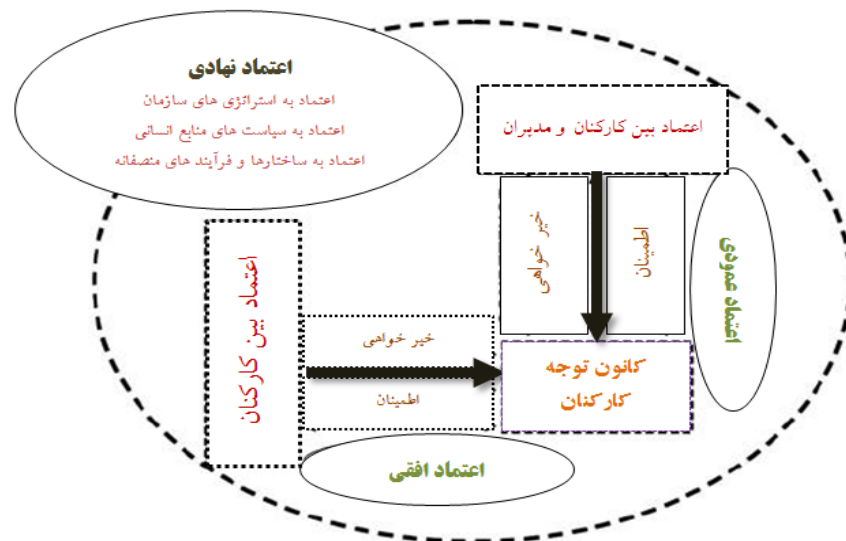 اعتماد نهادی
اعتماد به استراتژی های سازمان
اعتماد به سیاست های منابع انسانی
اعتماد به ساختارها و فرآیند های منصفانه
اعتماد بین کارکنان و مدیران
خیر خواهی
اطمینان
اعتماد عمودی
اعتماد بین کارکنان
خیر خواهی
اطمینان
کانون توجه
کارکنان
اعتماد افقی